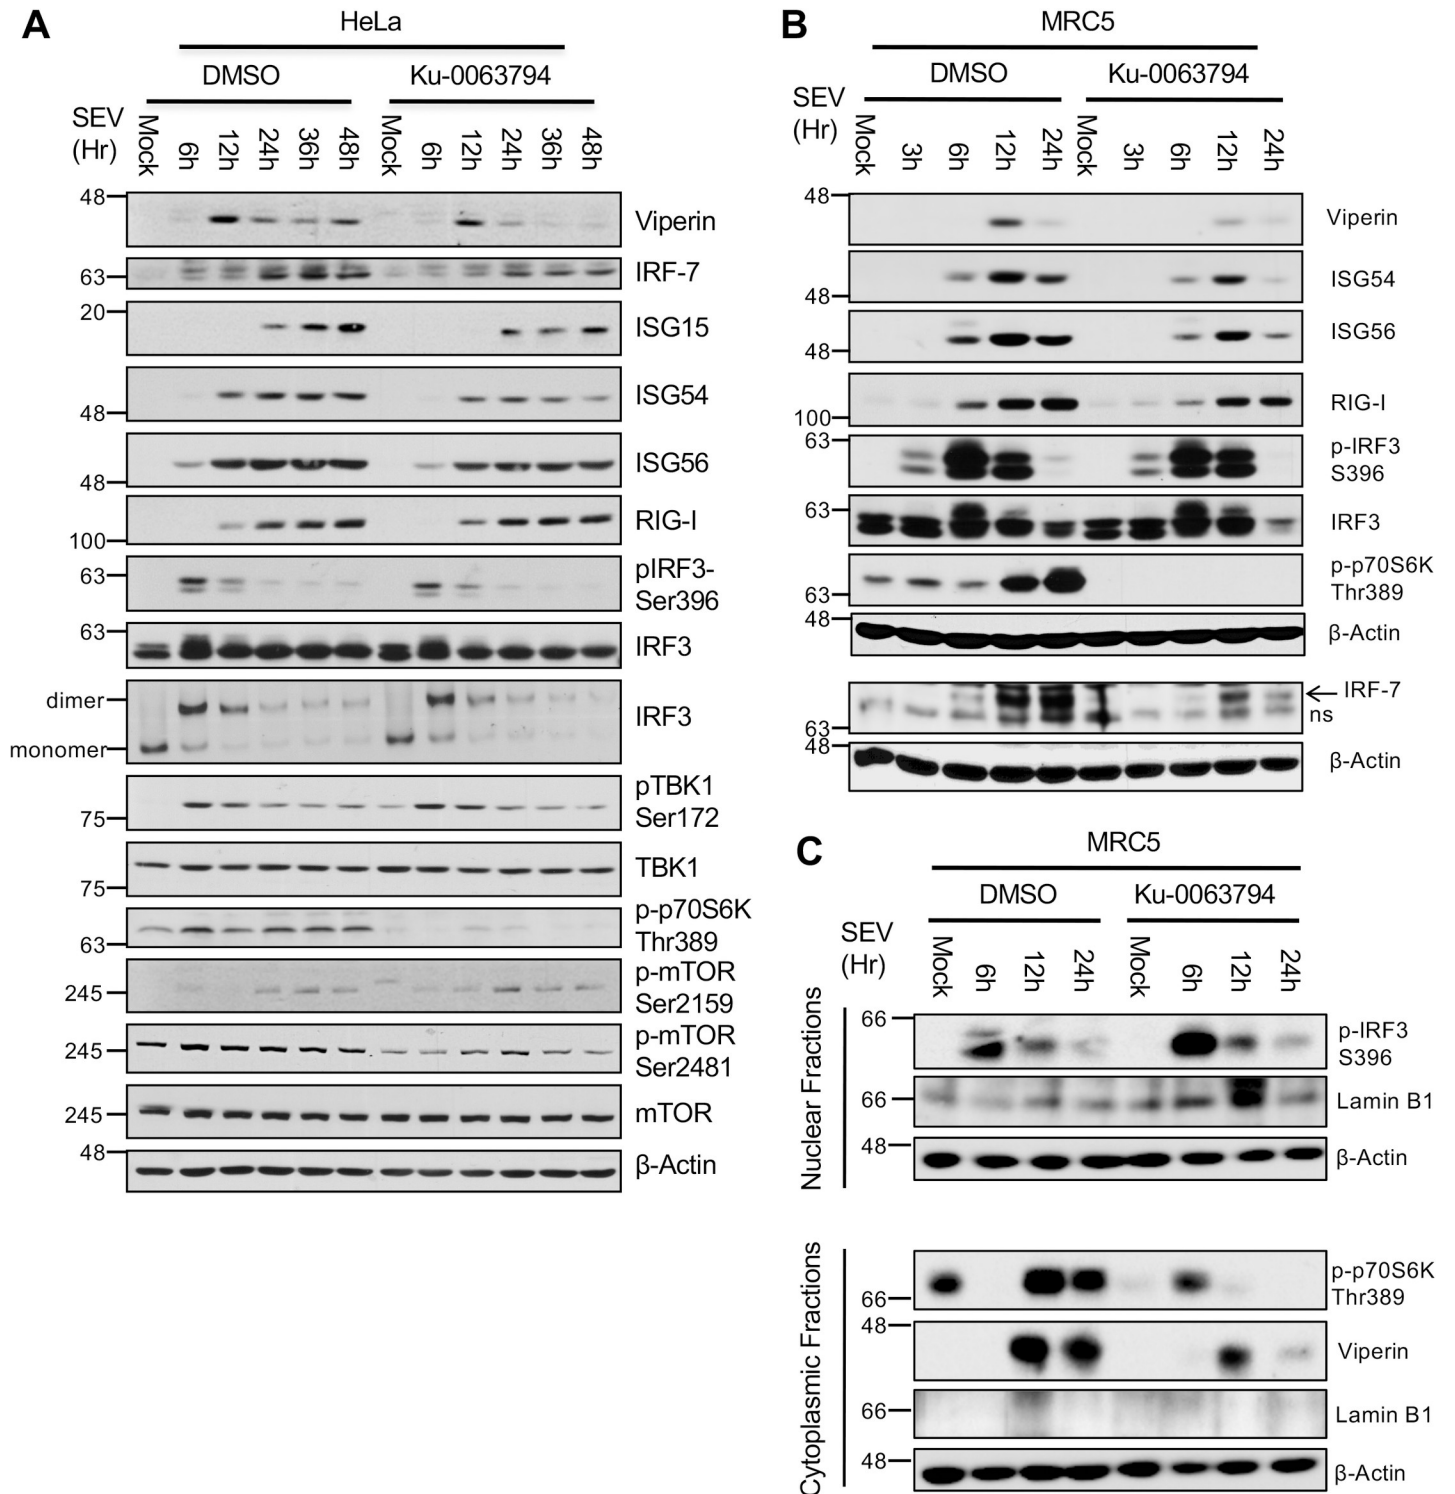 A
HeLa
DMSO
Ku-0063794
SEV
(Hr)
Mock
6h
12h
24h
36h
48h
Mock
6h
12h
24h
36h
48h
48
Viperin
63
IRF-7
20
ISG15
48
ISG54
48
ISG56
100
RIG-I
63
pIRF3-
Ser396
63
IRF3
dimer
monomer
IRF3
75
pTBK1
Ser172
75
TBK1
63
p-p70S6K
Thr389
245
p-mTOR
Ser2159
245
p-mTOR
Ser2481
245
mTOR
48
β-Actin
B
MRC5
DMSO
Ku-0063794
SEV
(Hr)
Mock
3h
6h
12h
24h
Mock
3h
6h
12h
24h
48
Viperin
48
ISG54
48
ISG56
100
RIG-I
63
p-IRF3
S396
63
IRF3
63
p-p70S6K
Thr389
48
β-Actin
63
IRF-7
ns
48
β-Actin
C
MRC5
DMSO
Ku-0063794
SEV
(Hr)
Mock
6h
12h
24h
Mock
6h
12h
24h
Nuclear Fractions
66
p-IRF3
S396
66
Lamin B1
48
β-Actin
Cytoplasmic Fractions
66
p-p70S6K
Thr389
48
Viperin
66
Lamin B1
48
β-Actin